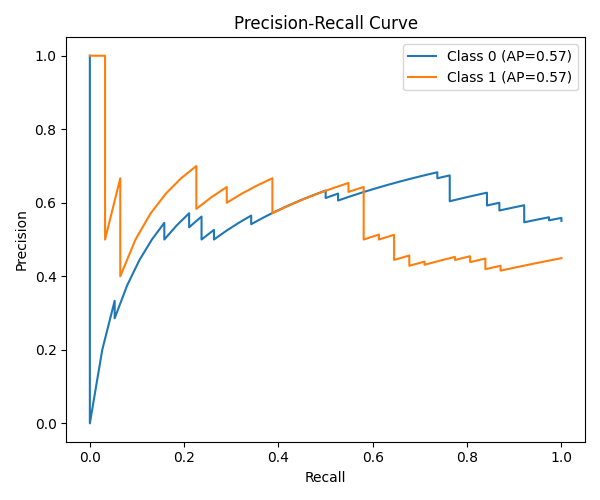 Precision-Recall Curve
Class 0 (AP=0.57)
Class 1 (AP=0.57)
Precision
1.0
0.8
0.6
0.4
0.2
0.0
0.0 0.2 0.4 0.6 0.8 1.0
Recall